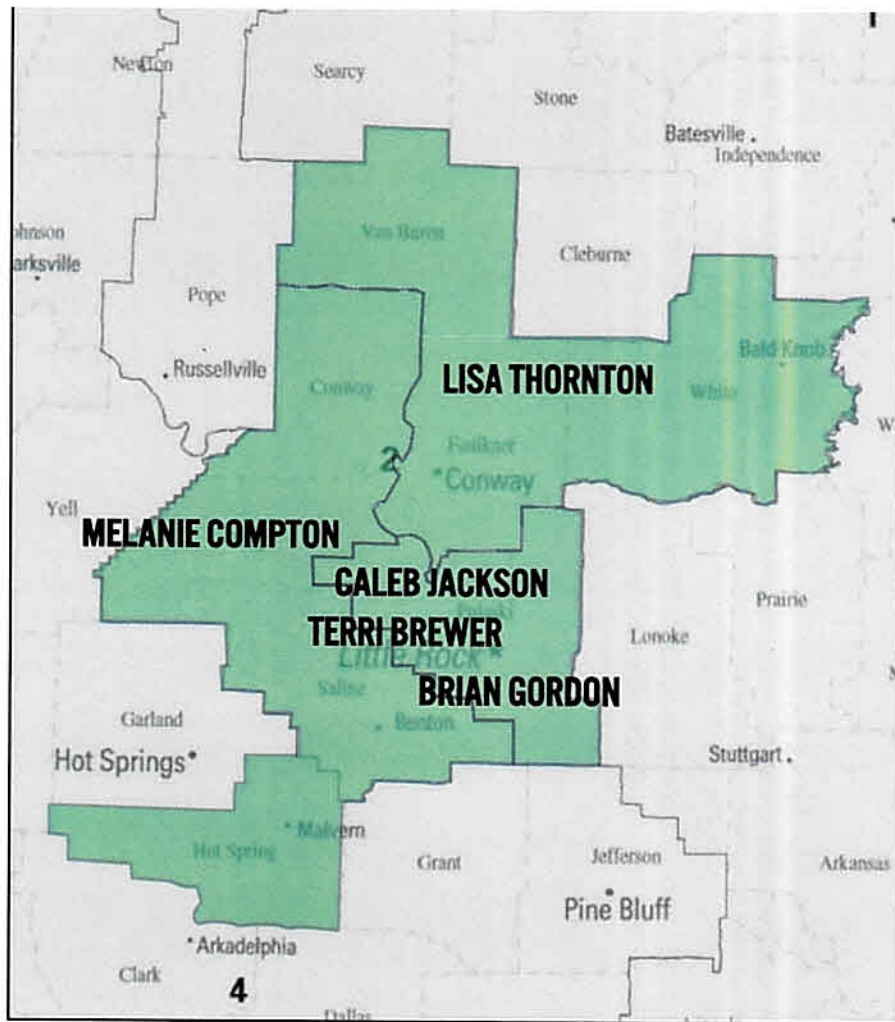 Newton
Searcy
Stone
Batesville
Independence
Johnson
arksville
Van Buren
Cleburne
Pope
Russellville
Bald Knob
LISA THORNTON
Conway
White
W
2
Faulkner
Conway
Yell
MELANIE COMPTON
CALEB JACKSON
Pulaski
Prairie
TERRI BREWER
Lonoke
Little Rock
Saline
BRIAN GORDON
Garland
Benton
Hot Springs
Stuttgart
Malvern
Hot Spring
Grant
Jefferson
Arkansas
Pine Bluff
Arkadelphia
Clark
4
Dallas